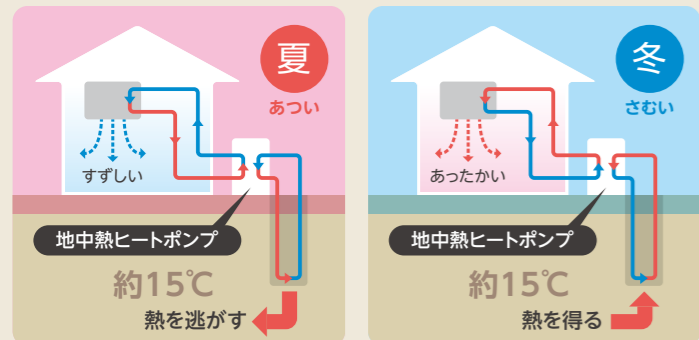 夏
あつい
すずしい
地中熱ヒートポンプ
約15℃
熱を逃がす
冬
さむい
あったかい
地中熱ヒートポンプ
約15℃
熱を得る